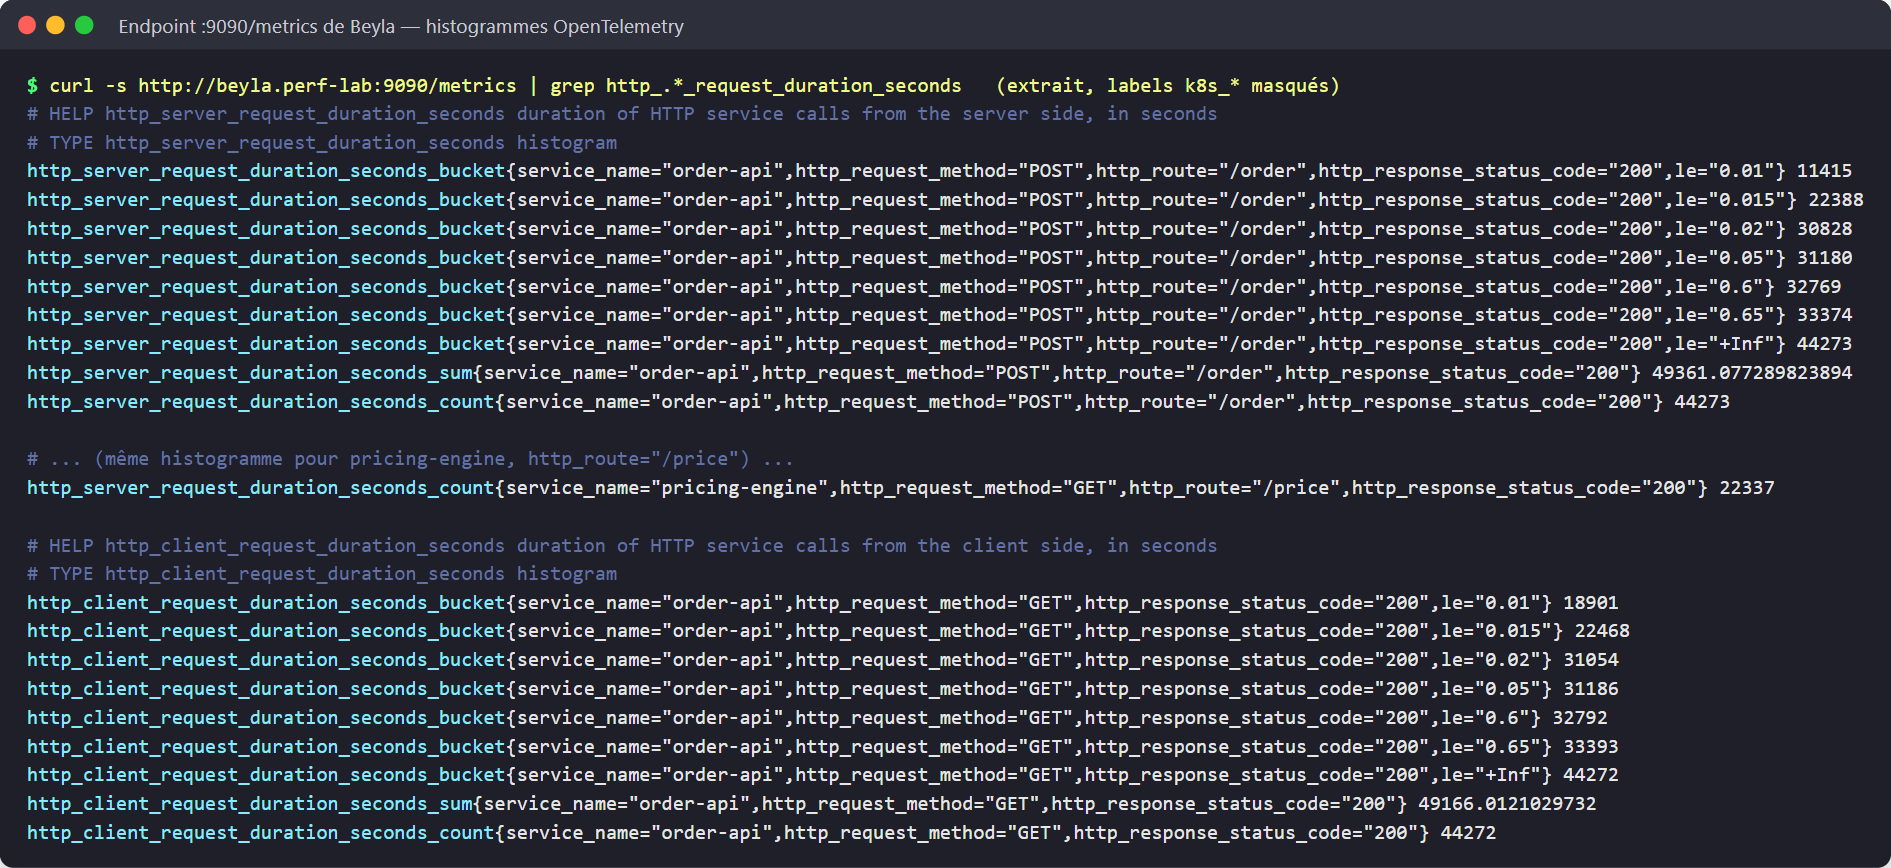 Endpoint :9090/metrics de Beyla — histogrammes OpenTelemetry
$ curl -s http://beyla.perf-lab:9090/metrics | grep http_.*_request_duration_seconds   (extrait, labels k8s_* masqués)
# HELP http_server_request_duration_seconds duration of HTTP service calls from the server side, in seconds
# TYPE http_server_request_duration_seconds histogram
http_server_request_duration_seconds_bucket{service_name="order-api",http_request_method="POST",http_route="/order",http_response_status_code="200",le="0.01"} 11415
http_server_request_duration_seconds_bucket{service_name="order-api",http_request_method="POST",http_route="/order",http_response_status_code="200",le="0.015"} 22388
http_server_request_duration_seconds_bucket{service_name="order-api",http_request_method="POST",http_route="/order",http_response_status_code="200",le="0.02"} 30828
http_server_request_duration_seconds_bucket{service_name="order-api",http_request_method="POST",http_route="/order",http_response_status_code="200",le="0.05"} 31180
http_server_request_duration_seconds_bucket{service_name="order-api",http_request_method="POST",http_route="/order",http_response_status_code="200",le="0.6"} 32769
http_server_request_duration_seconds_bucket{service_name="order-api",http_request_method="POST",http_route="/order",http_response_status_code="200",le="0.65"} 33374
http_server_request_duration_seconds_bucket{service_name="order-api",http_request_method="POST",http_route="/order",http_response_status_code="200",le="+Inf"} 44273
http_server_request_duration_seconds_sum{service_name="order-api",http_request_method="POST",http_route="/order",http_response_status_code="200"} 49361.077289823894
http_server_request_duration_seconds_count{service_name="order-api",http_request_method="POST",http_route="/order",http_response_status_code="200"} 44273
# ... (même histogramme pour pricing-engine, http_route="/price") ...
http_server_request_duration_seconds_count{service_name="pricing-engine",http_request_method="GET",http_route="/price",http_response_status_code="200"} 22337
# HELP http_client_request_duration_seconds duration of HTTP service calls from the client side, in seconds
# TYPE http_client_request_duration_seconds histogram
http_client_request_duration_seconds_bucket{service_name="order-api",http_request_method="GET",http_response_status_code="200",le="0.01"} 18901
http_client_request_duration_seconds_bucket{service_name="order-api",http_request_method="GET",http_response_status_code="200",le="0.015"} 22468
http_client_request_duration_seconds_bucket{service_name="order-api",http_request_method="GET",http_response_status_code="200",le="0.02"} 31054
http_client_request_duration_seconds_bucket{service_name="order-api",http_request_method="GET",http_response_status_code="200",le="0.05"} 31186
http_client_request_duration_seconds_bucket{service_name="order-api",http_request_method="GET",http_response_status_code="200",le="0.6"} 32792
http_client_request_duration_seconds_bucket{service_name="order-api",http_request_method="GET",http_response_status_code="200",le="0.65"} 33393
http_client_request_duration_seconds_bucket{service_name="order-api",http_request_method="GET",http_response_status_code="200",le="+Inf"} 44272
http_client_request_duration_seconds_sum{service_name="order-api",http_request_method="GET",http_response_status_code="200"} 49166.0121029732
http_client_request_duration_seconds_count{service_name="order-api",http_request_method="GET",http_response_status_code="200"} 44272